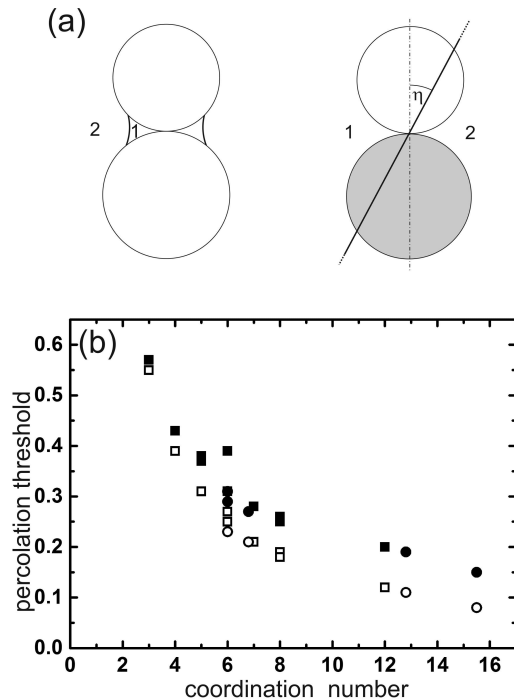 (a)
2 1
η
1 2
(b)
percolation threshold
0.6
0.5
0.4
0.3
0.2
0.1
0.0
0 2 4 6 8 10 12 14 16
coordination number